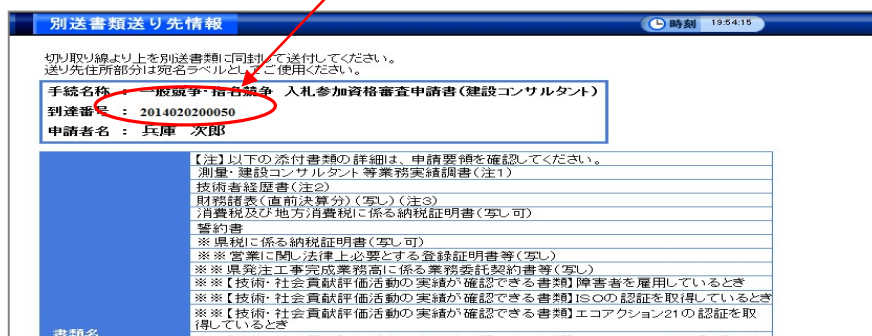 別送書類送り先情報
時刻 19:54:15
切り取り線より上を別送書類に同封して送付してください。
送り先住所部分は宛名ラベルとしてご使用ください。
手続名称 : 一般競争・指名競争 入札参加資格審査申請書(建設コンサルタント)
到達番号 : 2014020200050
申請者名 : 兵庫 次郎
【注】以下の添付書類の詳細は、申請要領を確認してください。
測量・建設コンサルタント等業務実績調書(注1)
技術者経歴書(注2)
財務諸表(直前決算分)(写し)(注3)
消費税及び地方消費税に係る納税証明書(写し可)
誓約書
※県税に係る納税証明書(写し可)
※※営業に関し法律上必要とする登録証明書等(写し)
※※県発注工事完成業務高に係る業務委託契約書等(写し)
※※【技術・社会貢献評価活動の実績が確認できる書類】障害者を雇用しているとき
※※【技術・社会貢献評価活動の実績が確認できる書類】ISOの認証を取得しているとき
※※【技術・社会貢献評価活動の実績が確認できる書類】エコアクション21の認証を取
得しているとき
書類名